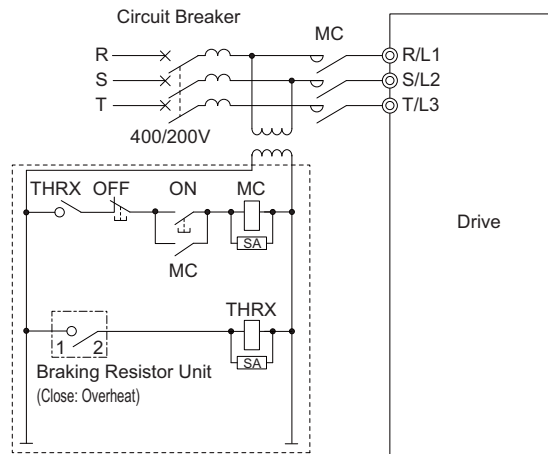 Circuit Breaker
MC
R
R/L1
S
S/L2
T
T/L3
400/200V
THRX OFF ON MC
SA
MC
Drive
THRX
1 2
SA
Braking Resistor Unit
(Close: Overheat)